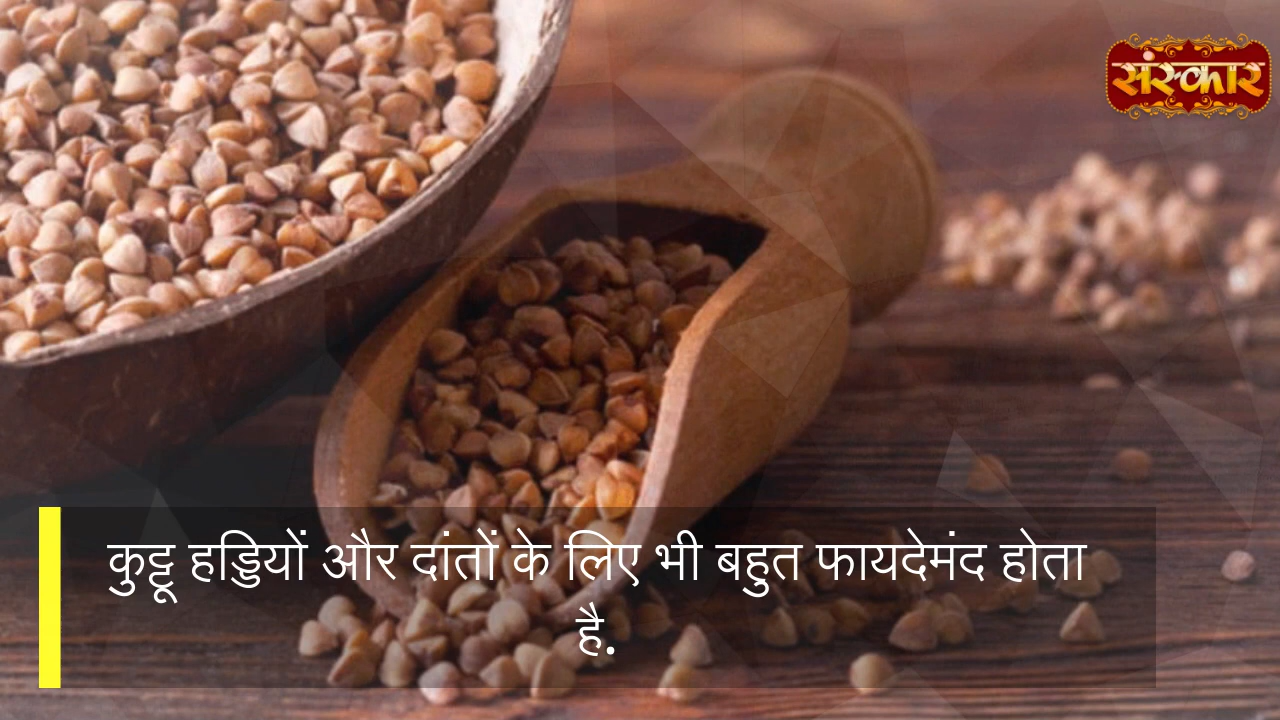 संस्कार
कुट्टू हड्डियों और दांतों के लिए भी बहुत फायदेमंद होता
है.